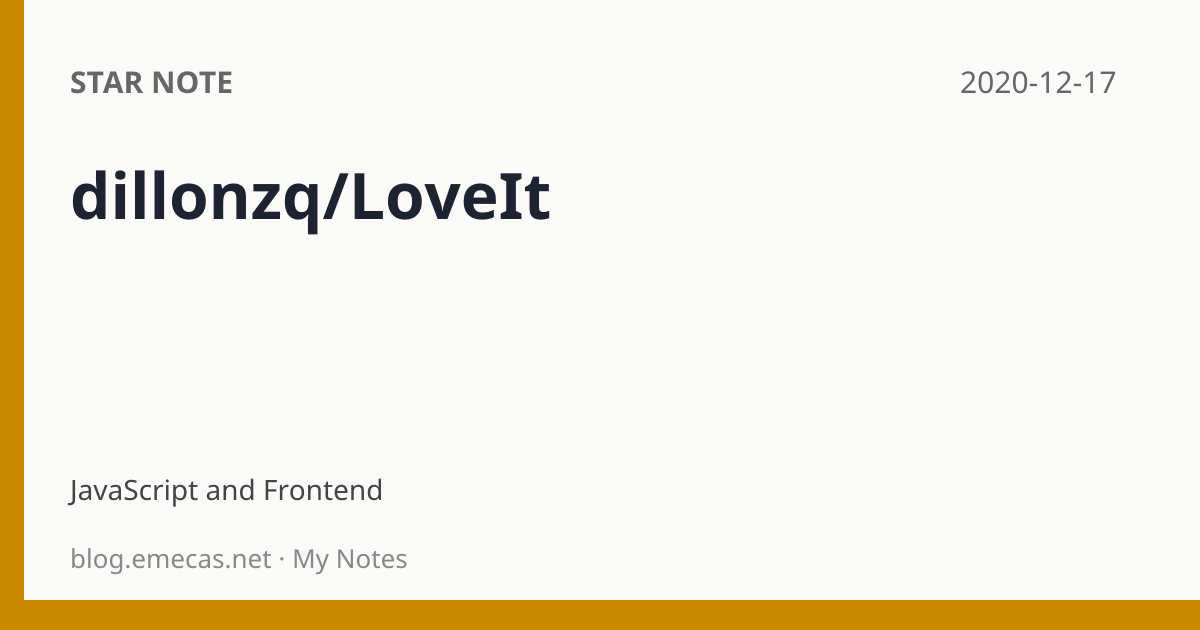 STAR NOTE
2020-12-17
dillonzq/LoveIt
JavaScript and Frontend
blog.emecas.net · My Notes